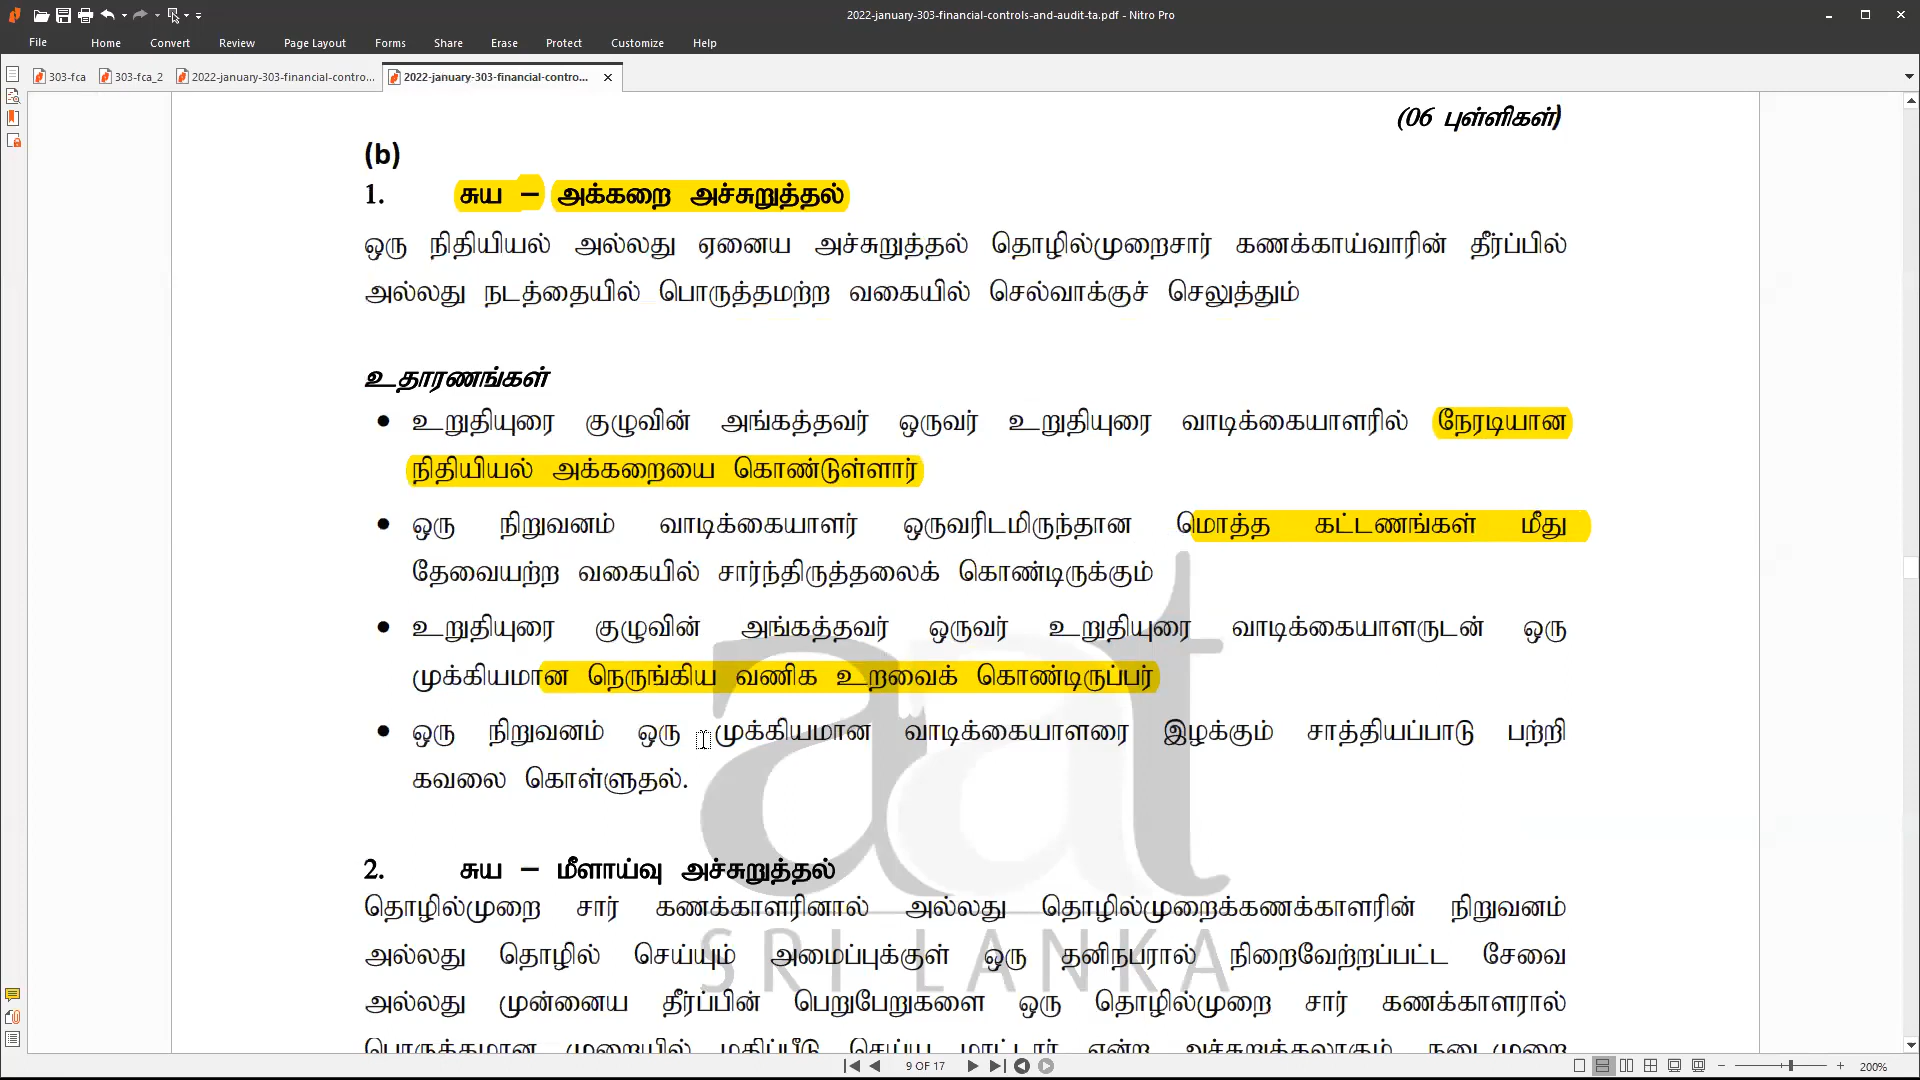 2022-january-303-financial-controls-and-audit-ta.pdf - Nitro Pro
File Home Convert Review Page Layout Forms Share Erase Protect Customize Help
303-fca 303-fca_2 2022-january-303-financial-contro... 2022-january-303-financial-contro...
(06 புள்ளிகள்)
(b)
1. சுய – அக்கறை அச்சுறுத்தல்
ஒரு நிதியியல் அல்லது ஏனைய அச்சுறுத்தல் தொழில்முறைசார் கணக்காய்வாரின் தீர்ப்பில்
அல்லது நடத்தையில் பொருத்தமற்ற வகையில் செல்வாக்குச் செலுத்தும்
உதாரணங்கள்
● உறுதியுரை குழுவின் அங்கத்தவர் ஒருவர் உறுதியுரை வாடிக்கையாளரில் நேரடியான
நிதியியல் அக்கறையை கொண்டுள்ளார்
● ஒரு நிறுவனம் வாடிக்கையாளர் ஒருவரிடமிருந்தான மொத்த கட்டணங்கள் மீது
தேவையற்ற வகையில் சார்ந்திருத்தலைக் கொண்டிருக்கும்
● உறுதியுரை குழுவின் அங்கத்தவர் ஒருவர் உறுதியுரை வாடிக்கையாளருடன் ஒரு
முக்கியமான நெருங்கிய வணிக உறவைக் கொண்டிருப்பர்
● ஒரு நிறுவனம் ஒரு முக்கியமான வாடிக்கையாளரை இழக்கும் சாத்தியப்பாடு பற்றி
கவலை கொள்ளுதல்.
aat
2. சுய – மீளாய்வு அச்சுறுத்தல்
தொழில்முறை சார் கணக்காளரினால் அல்லது தொழில்முறைக்கணக்காளரின் நிறுவனம்
அல்லது தொழில் செய்யும் அமைப்புக்குள் ஒரு தனிநபரால் நிறைவேற்றப்பட்ட சேவை
SRI LANKA
அல்லது முன்னைய தீர்ப்பின் பெறுபேறுகளை ஒரு தொழில்முறை சார் கணக்காளரால்
பொருத்தமான முறையில் மதிப்பீடு செய்ய மாட்டார் என்ற அச்சுறுத்தலாகும். நடைமுறை
9 OF 17
200%